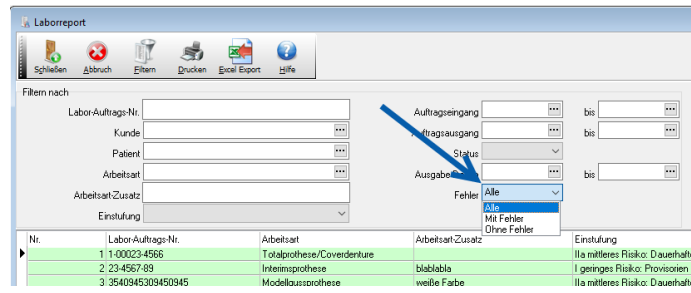 Laborreport
Schließen Abbruch Filtern Drucken Excel Export Hilfe
Filtern nach
Labor-Auftrags-Nr. Auftragseingang ... bis ...
Kunde ... Auftragsausgang ... bis ...
Patient ... Status
Arbeitsart ... ... bis ...
Arbeitsart-Zusatz Fehler Alle
Einstufung Alle
Mit Fehler
Ohne Fehler
Nr. Labor-Auftrags-Nr. Arbeitsart Arbeitsart-Zusatz Einstufung
1 1-00023-4566 Totalprothese/Coverdenture IIa mittleres Risiko: Dauerhaft
2 23-4567-89 Interimsprothese blablabla I geringes Risiko: Provisorien
3 3540945309450945 Modellgussprothese weiße Farbe IIa mittleres Risiko: Dauerhaft